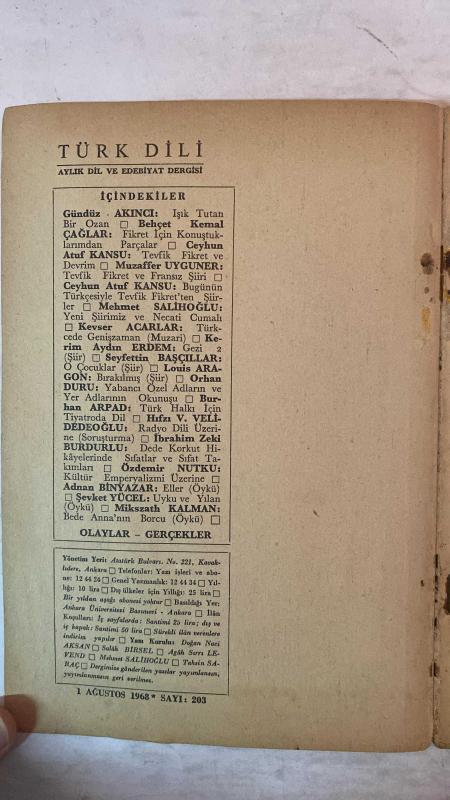 TÜRK DİLİ
AYLIK DİL VE EDEBİYAT DERGİSİ
İÇİNDEKİLER
Gündüz AKINCI: Işık Tutan
Bir Ozan □ Behçet Kemal
ÇAĞLAR: Fikret İçin Konuştuk-
larımdan Parçalar □ Ceyhun
Atuf KANSU: Tevfik Fikret ve
Devrim □ Muzaffer UYGUNER:
Tevfik Fikret ve Fransız Şiiri □
Ceyhun Atuf KANSU: Bugünün
Türkçesiyle Tevfik Fikret'ten Şiir-
ler □ Mehmet SALİHOĞLU:
Yeni Şiirimiz ve Necati Cumalı
□ Kevser ACARLAR: Türk-
cede Genişzaman (Muzari) □ Ke-
rim Aydın ERDEM: Gezi 2
(Şiir) □ Seyfettin BAŞÇILLAR:
O Çocuklar (Şiir) □ Louis ARA-
GON: Bırakılmış (Şiir) □ Orhan
DURU: Yabancı Özel Adların ve
Yer Adlarının Okunuşu □ Bur-
han ARPAD: Türk Halkı İçin
Tiyatroda Dil □ Hıfzı V. VELİ-
DEDEOĞLU: Radyo Dili Üzeri-
ne (Soruşturma) □ İbrahim Zeki
BURDURLU: Dede Korkut Hi-
kâyelerinde Sıfatlar ve Sıfat Ta-
kımları □ Özdemir NUTKU:
Kültür Emperyalizmi Üzerine □
Adnan BİNYAZAR: Eller (Öykü)
□ Şevket YÜCEL: Uyku ve Yılan
(Öykü) □ Mikszath KALMAN:
Bede Anna'nın Borcu (Öykü) □
OLAYLAR – GERÇEKLER
Yönetim Yeri: Atatürk Bulvarı. No. 221, Kavak-
lıdere, Ankara □ Telefonlar: Yazı işleri ve abo-
ne: 12 44 24 □ Genel Yazmanlık: 12 44 34 □ Yıl-
lığı: 10 lira □ Dış ülkeler için Yıllığı: 25 lira □
Bir yıldan aşağı abonesi yoktur □ Basıldığı Yer:
Ankara Üniversitesi Basımevi - Ankara □ İlân
Koşulları: İç sayfalarda: Santimi 25 lira; dış ve
iç kapak: Santimi 50 lira □ Sürekli ilân verenlere
indirim yapılır □ Yazı Kurulu: Doğan Naci
AKSAN □ Salâh BİRSEL □ Agâh Sırrı LE-
VEND □ Mehmet SALİHOĞLU □ Tahsin SA-
RAÇ □ Dergimize gönderilen yazılar yayımlansın,
yayımlanmasın geri verilmez.
1 AĞUSTOS 1968 * SAYI: 203